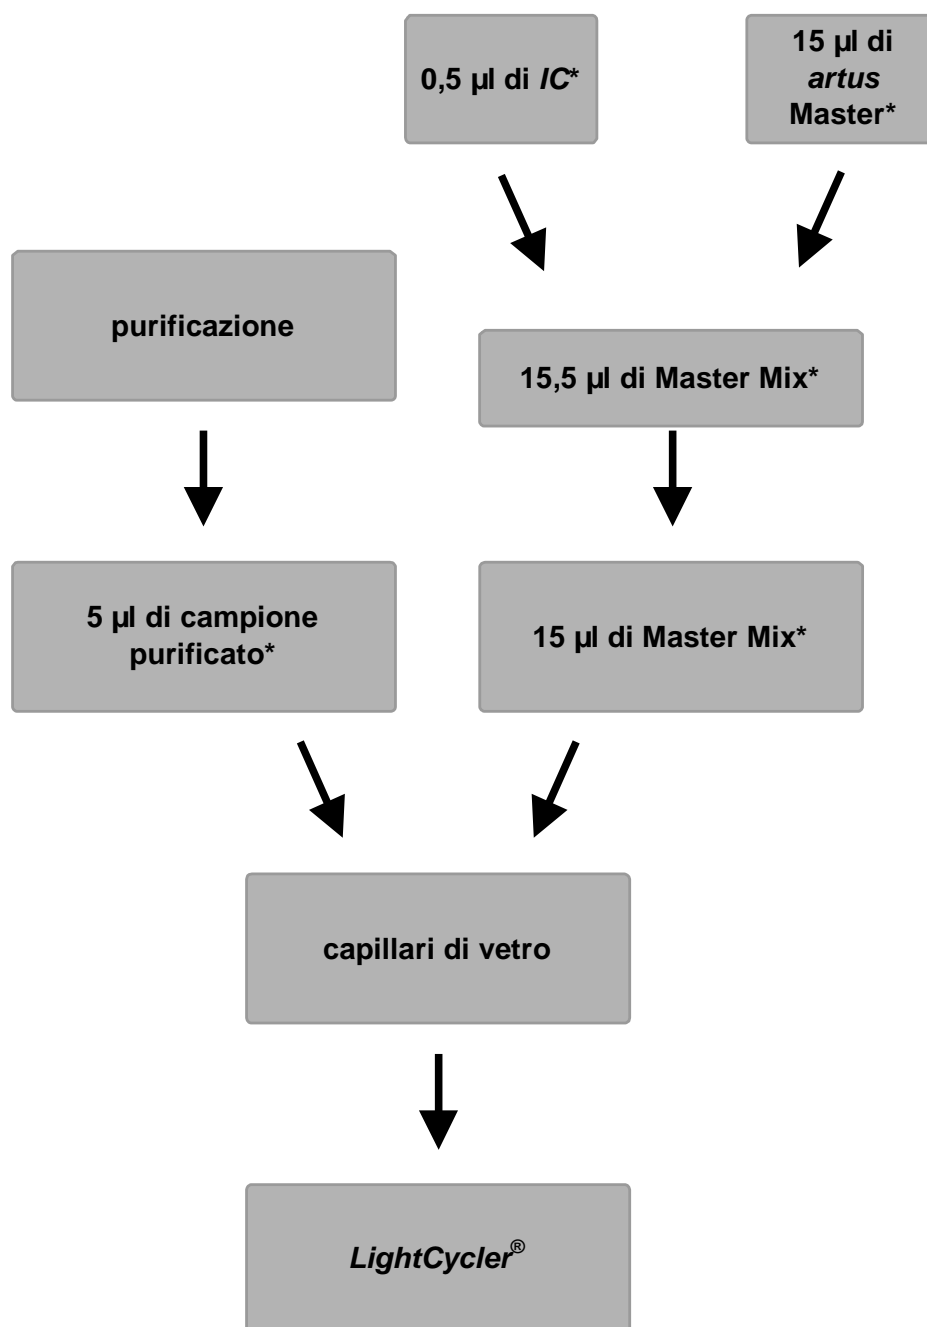 0,5 µl di IC*
15 µl di
artus
Master*
purificazione
15,5 µl di Master Mix*
5 µl di campione
purificato*
15 µl di Master Mix*
capillari di vetro
LightCycler®